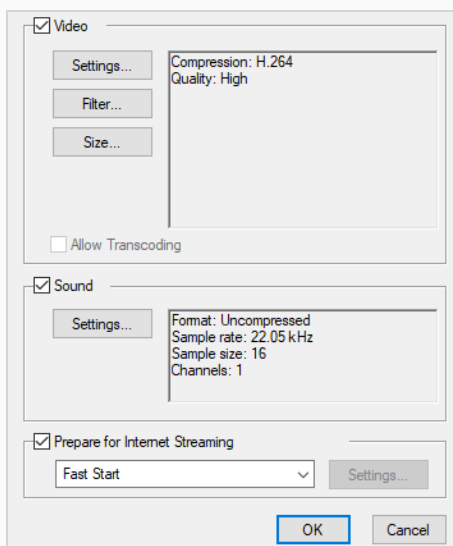 Video
Settings...
Compression: H.264
Quality: High
Filter...
Size...
Allow Transcoding
Sound
Settings...
Format: Uncompressed
Sample rate: 22.05 kHz
Sample size: 16
Channels: 1
Prepare for Internet Streaming
Fast Start
Settings...
OK
Cancel